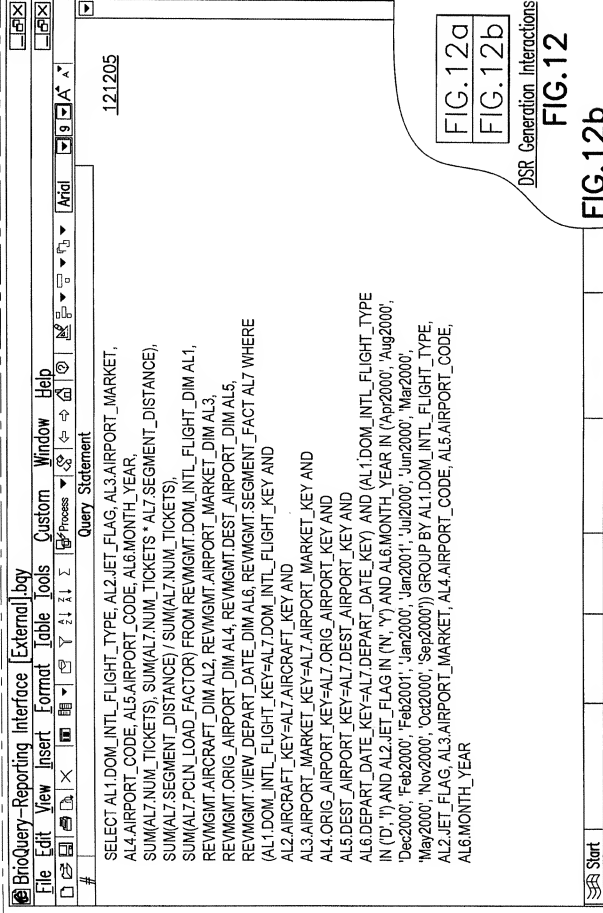 BrioQuery-Reporting Interface [External].bqy
File Edit View Insert Format Table Tools Custom Window Help
Process Arial 9 A A
# Query Statement
121205
SELECT AL1.DOM_INTL_FLIGHT_TYPE, AL2.JET_FLAG, AL3.AIRPORT_MARKET,
AL4.AIRPORT_CODE, AL5.AIRPORT_CODE, AL6.MONTH_YEAR,
SUM(AL7.NUM_TICKETS), SUM(AL7.NUM_TICKETS * AL7.SEGMENT_DISTANCE),
SUM(AL7.SEGMENT_DISTANCE) / SUM(AL7.NUM_TICKETS),
SUM(AL7.PCLN_LOAD_FACTOR) FROM REVMGMT.DOM_INTL_FLIGHT_DIM AL1,
REVMGMT.AIRCRAFT_DIM AL2, REVMGMT.AIRPORT_MARKET_DIM AL3,
REVMGMT.ORIG_AIRPORT_DIM AL4, REVMGMT.DEST_AIRPORT_DIM AL5,
REVMGMT.VIEW_DEPART_DATE_DIM AL6, REVMGMT.SEGMENT_FACT AL7 WHERE
(AL1.DOM_INTL_FLIGHT_KEY=AL7.DOM_INTL_FLIGHT_KEY AND
AL2.AIRCRAFT_KEY=AL7.AIRCRAFT_KEY AND
AL3.AIRPORT_MARKET_KEY=AL7.AIRPORT_MARKET_KEY AND
AL4.ORIG_AIRPORT_KEY=AL7.ORIG_AIRPORT_KEY AND
AL5.DEST_AIRPORT_KEY=AL7.DEST_AIRPORT_KEY AND
AL6.DEPART_DATE_KEY=AL7.DEPART_DATE_KEY) AND (AL1.DOM_INTL_FLIGHT_TYPE
IN ('D', 'I') AND AL2.JET_FLAG IN ('N', 'Y') AND AL6.MONTH_YEAR IN ('Apr2000', 'Aug2000',
'Dec2000', 'Feb2000', 'Feb2001', 'Jan2000', 'Jan2001', 'Jul2000', 'Jun2000', 'Mar2000',
'May2000', 'Nov2000', 'Oct2000', 'Sep2000')) GROUP BY AL1.DOM_INTL_FLIGHT_TYPE,
AL2.JET_FLAG, AL3.AIRPORT_MARKET, AL4.AIRPORT_CODE, AL5.AIRPORT_CODE,
AL6.MONTH_YEAR
Start
FIG.12a
FIG.12b
DSR Generation Interactions
FIG.12
FIG.12b